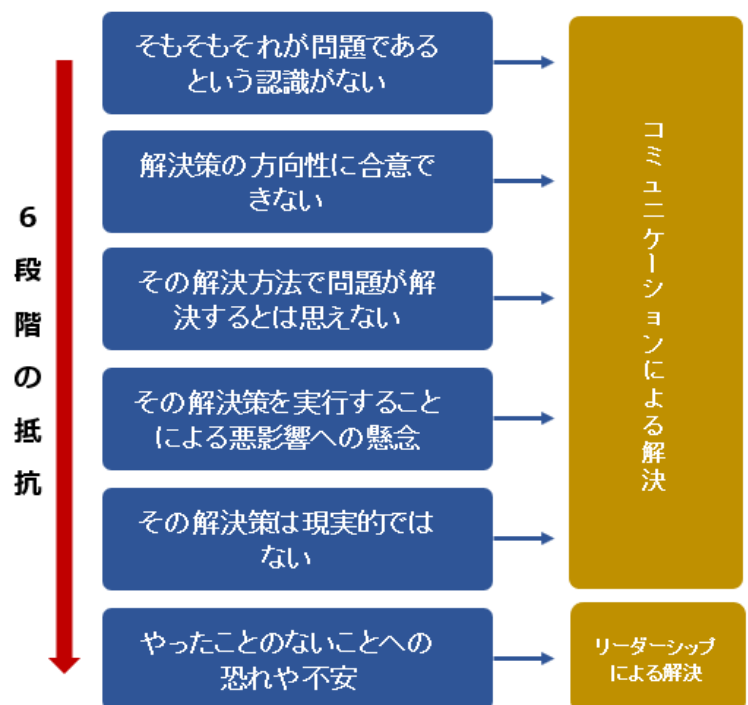 6段階の抵抗
そもそもそれが問題である
という認識がない
解決策の方向性に合意で
きない
その解決方法で問題が解
決するとは思えない
その解決策を実行すること
による悪影響への懸念
その解決策は現実的では
ない
やったことのないことへの
恐れや不安
コミュニケーションによる解決
リーダーシップ
による解決